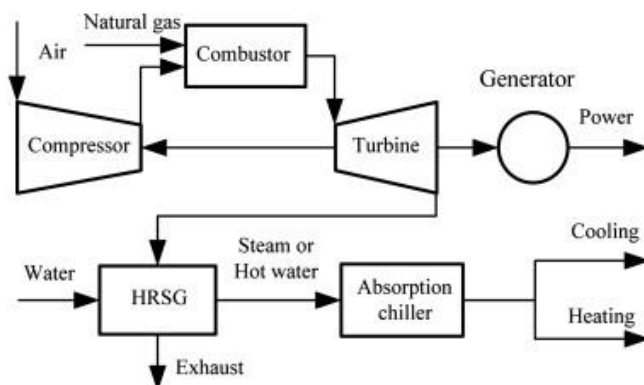 Natural gas
Air
Combustor
Generator
Compressor
Turbine
Power
Cooling
Water
HRSG
Steam or
Hot water
Absorption
chiller
Heating
Exhaust